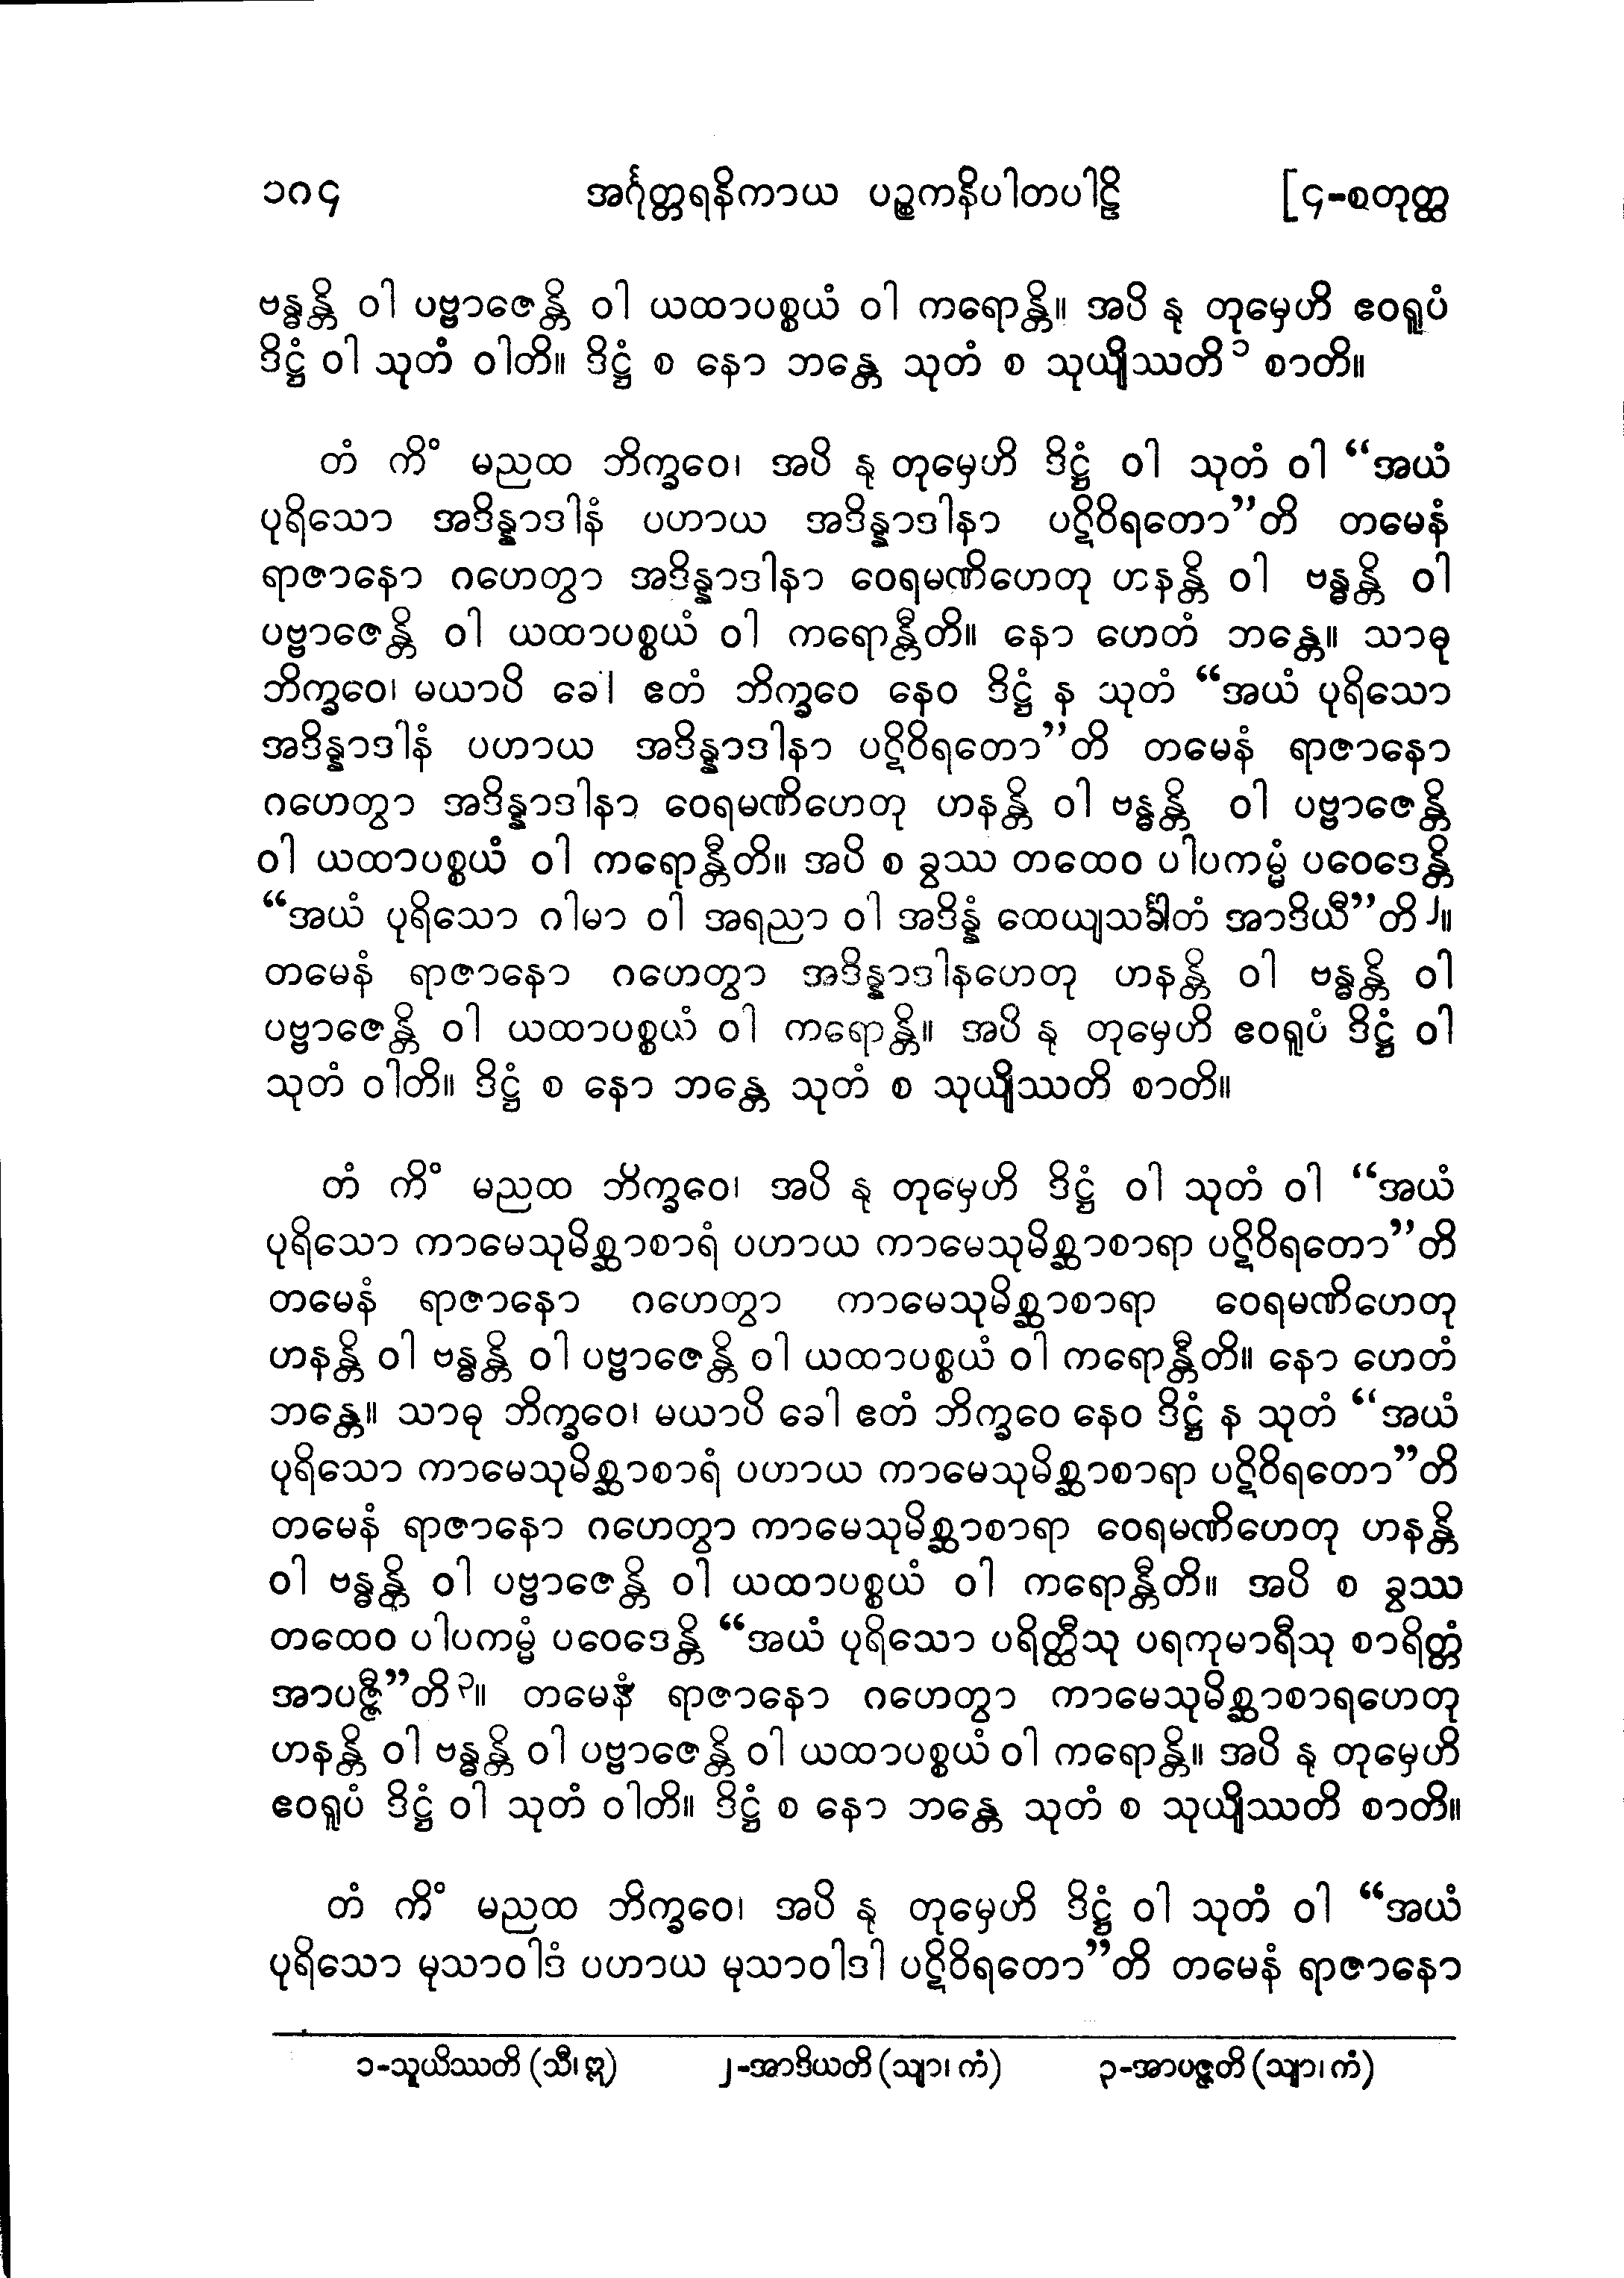 ၁၈၄ အင်္ဂုတ္တရနိကာယ ပဉ္စကနိပါတပါဠိ [၄-စတုတ္ထ
ဗန္ဓန္တိ ဝါ ပဗ္ဗာဇေန္တိ ဝါ ယထာပစ္စယံ ဝါ ကရောန္တိ။ အပိ နု တုမှေဟိ ဧဝရူပံ
ဒိဋ္ဌံ ဝါ သုတံ ဝါတိ။ ဒိဋ္ဌံ စ နော ဘန္တေ သုတံ စ သုယျိဿတိ ၁ စာတိ။
တံ ကိံ မညထ ဘိက္ခဝေ၊ အပိ နု တုမှေဟိ ဒိဋ္ဌံ ဝါ သုတံ ဝါ “အယံ
ပုရိသော အဒိန္နာဒါနံ ပဟာယ အဒိန္နာဒါနာ ပဋိဝိရတော”တိ တမေနံ
ရာဇာနော ဂဟေတွာ အဒိန္နာဒါနာ ဝေရမဏိဟေတု ဟနန္တိ ဝါ ဗန္ဓန္တိ ဝါ
ပဗ္ဗာဇေန္တိ ဝါ ယထာပစ္စယံ ဝါ ကရောန္တီတိ။ နော ဟေတံ ဘန္တေ။ သာဓု
ဘိက္ခဝေ၊ မယာပိ ခေါ ဧတံ ဘိက္ခဝေ နေဝ ဒိဋ္ဌံ န သုတံ “အယံ ပုရိသော
အဒိန္နာဒါနံ ပဟာယ အဒိန္နာဒါနာ ပဋိဝိရတော”တိ တမေနံ ရာဇာနော
ဂဟေတွာ အဒိန္နာဒါနာ ဝေရမဏိဟေတု ဟနန္တိ ဝါ ဗန္ဓန္တိ ဝါ ပဗ္ဗာဇေန္တိ
ဝါ ယထာပစ္စယံ ဝါ ကရောန္တီတိ။ အပိ စ ခွဿ တထေဝ ပါပကမ္မံ ပဝေဒေန္တိ
“အယံ ပုရိသော ဂါမာ ဝါ အရညာ ဝါ အဒိန္နံ ထေယျသင်္ခါတံ အာဒိယီ”တိ ၂။
တမေနံ ရာဇာနော ဂဟေတွာ အဒိန္နာဒါနဟေတု ဟနန္တိ ဝါ ဗန္ဓန္တိ ဝါ
ပဗ္ဗာဇေန္တိ ဝါ ယထာပစ္စယံ ဝါ ကရောန္တိ။ အပိ နု တုမှေဟိ ဧဝရူပံ ဒိဋ္ဌံ ဝါ
သုတံ ဝါတိ။ ဒိဋ္ဌံ စ နော ဘန္တေ သုတံ စ သုယျိဿတိ စာတိ။
တံ ကိံ မညထ ဘိက္ခဝေ၊ အပိ နု တုမှေဟိ ဒိဋ္ဌံ ဝါ သုတံ ဝါ “အယံ
ပုရိသော ကာမေသုမိစ္ဆာစာရံ ပဟာယ ကာမေသုမိစ္ဆာစာရာ ပဋိဝိရတော”တိ
တမေနံ ရာဇာနော ဂဟေတွာ ကာမေသုမိစ္ဆာစာရာ ဝေရမဏိဟေတု
ဟနန္တိ ဝါ ဗန္ဓန္တိ ဝါ ပဗ္ဗာဇေန္တိ ဝါ ယထာပစ္စယံ ဝါ ကရောန္တီတိ။ နော ဟေတံ
ဘန္တေ။ သာဓု ဘိက္ခဝေ၊ မယာပိ ခေါ ဧတံ ဘိက္ခဝေ နေဝ ဒိဋ္ဌံ န သုတံ “အယံ
ပုရိသော ကာမေသုမိစ္ဆာစာရံ ပဟာယ ကာမေသုမိစ္ဆာစာရာ ပဋိဝိရတော”တိ
တမေနံ ရာဇာနော ဂဟေတွာ ကာမေသုမိစ္ဆာစာရာ ဝေရမဏိဟေတု ဟနန္တိ
ဝါ ဗန္ဓန္တိ ဝါ ပဗ္ဗာဇေန္တိ ဝါ ယထာပစ္စယံ ဝါ ကရောန္တီတိ။ အပိ စ ခွဿ
တထေဝ ပါပကမ္မံ ပဝေဒေန္တိ “အယံ ပုရိသော ပရိတ္ထီသု ပရကုမာရီသု စာရိတ္တံ
အာပဇ္ဇီ”တိ ၃။ တမေနံ ရာဇာနော ဂဟေတွာ ကာမေသုမိစ္ဆာစာရဟေတု
ဟနန္တိ ဝါ ဗန္ဓန္တိ ဝါ ပဗ္ဗာဇေန္တိ ဝါ ယထာပစ္စယံ ဝါ ကရောန္တိ။ အပိ နု တုမှေဟိ
ဧဝရူပံ ဒိဋ္ဌံ ဝါ သုတံ ဝါတိ။ ဒိဋ္ဌံ စ နော ဘန္တေ သုတံ စ သုယျိဿတိ စာတိ။
တံ ကိံ မညထ ဘိက္ခဝေ၊ အပိ နု တုမှေဟိ ဒိဋ္ဌံ ဝါ သုတံ ဝါ “အယံ
ပုရိသော မုသာဝါဒံ ပဟာယ မုသာဝါဒါ ပဋိဝိရတော”တိ တမေနံ ရာဇာနော
၁-သူယိဿတိ (သီ၊ ဣ) ၂-အာဒိယတိ (သျာ၊ ကံ) ၃-အာပဇ္ဇတိ (သျာ၊ ကံ)